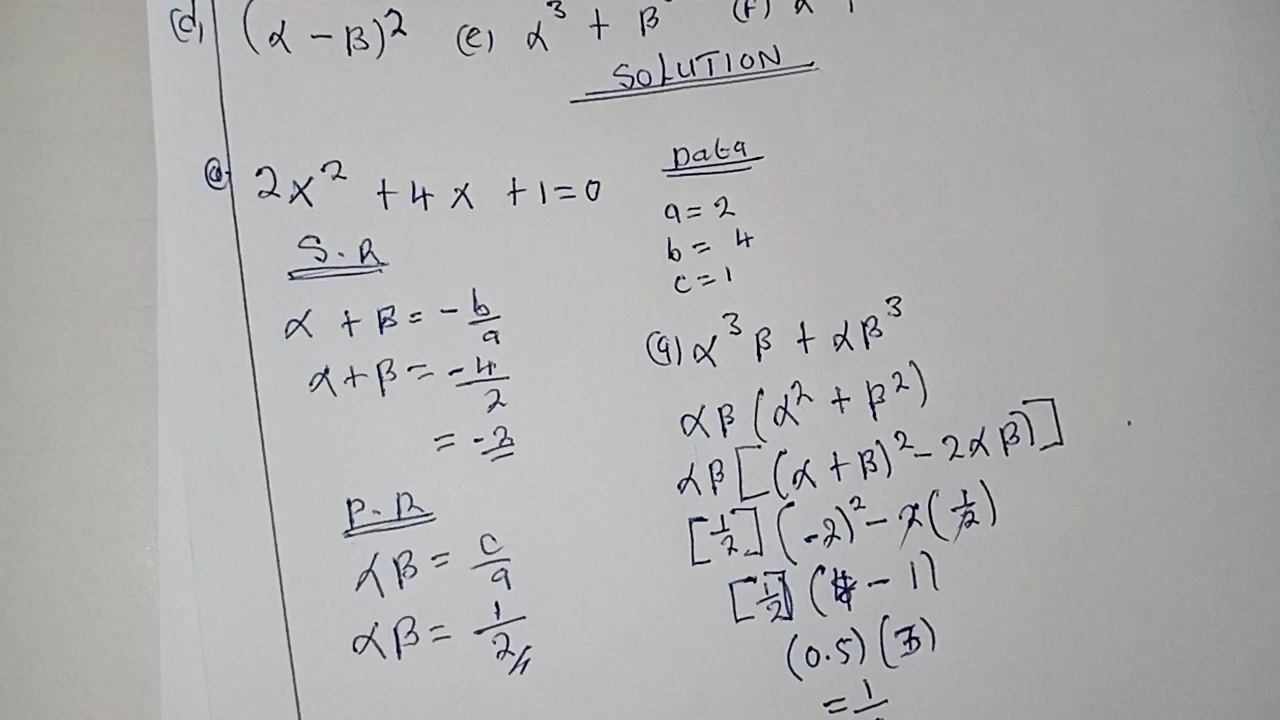 (d) (α - β)² (e) α³ + β
SOLUTION
(a) 2x² + 4x + 1 = 0
S.R
α + β = -b/a
α + β = -4/2
= -2
P.R
αβ = c/a
αβ = 1/2//
Data
a = 2
b = 4
c = 1
(a) α³β + αβ³
αβ(α² + β²)
αβ[(α + β)² - 2αβ)]
[1/2](-2)² - 2(1/2)
[1/2](4 - 1)
(0.5)(3)